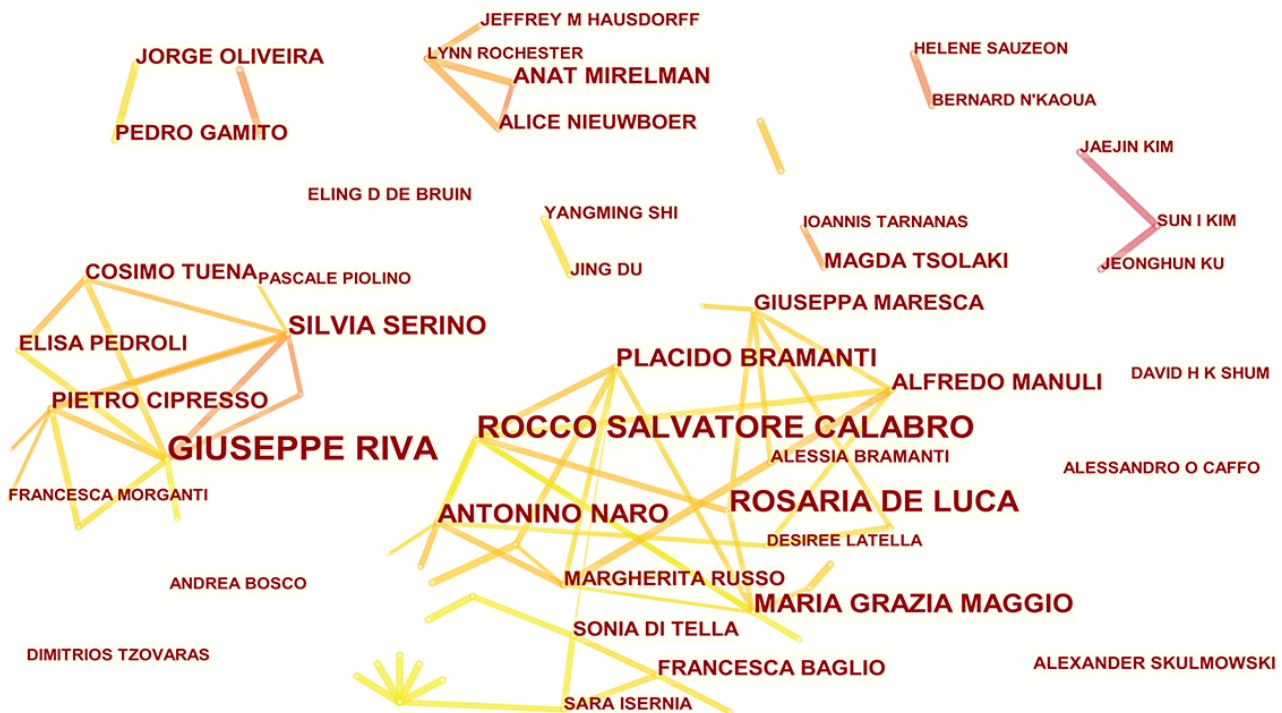 JEFFREY M HAUSDORFF
HELENE SAUZEON
LYNN ROCHESTER
JORGE OLIVEIRA
ANAT MIRELMAN
BERNARD N'KAOUA
ALICE NIEUWBOER
PEDRO GAMITO
JAEJIN KIM
ELING D DE BRUIN
YANGMING SHI
SUN I KIM
IOANNIS TARNANAS
MAGDA TSOLAKI
JEONGHUN KU
JING DU
COSIMO TUENA
PASCALE PIOLINO
GIUSEPPA MARESCA
SILVIA SERINO
ELISA PEDROLI
PLACIDO BRAMANTI
DAVID H K SHUM
ALFREDO MANULI
PIETRO CIPRESSO
ROCCO SALVATORE CALABRO
GIUSEPPE RIVA
ALESSIA BRAMANTI
ALESSANDRO O CAFFO
FRANCESCA MORGANTI
ROSARIA DE LUCA
ANTONINO NARO
DESIREE LATELLA
MARGHERITA RUSSO
ANDREA BOSCO
MARIA GRAZIA MAGGIO
SONIA DI TELLA
DIMITRIOS TZOVARAS
ALEXANDER SKULMOWSKI
FRANCESCA BAGLIO
SARA ISERNIA